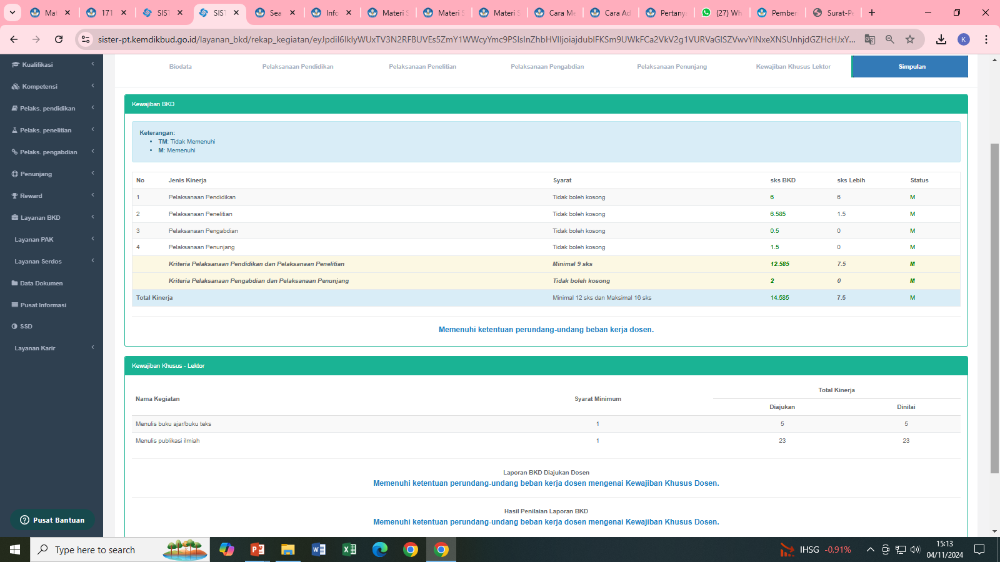 Mat
171
SIST
SIST
Sea
Info
Materi S
Materi S
Materi S
Cara Me
Cara Ad
Pertanya
(27) Wh
Pember
Surat-Pe
K
Biodata
Pelaksanaan Pendidikan
Pelaksanaan Penelitian
Pelaksanaan Pengabdian
Pelaksanaan Penunjang
Kewajiban Khusus Lektor
Simpulan
Kualifikasi
Kompetensi
Pelaks. pendidikan
Pelaks. penelitian
Pelaks. pengabdian
Penunjang
Reward
Layanan BKD
Layanan PAK
Layanan Serdos
Data Dokumen
Pusat Informasi
SSD
Layanan Karir
Pusat Bantuan
Kewajiban BKD
Keterangan:
• TM: Tidak Memenuhi
• M: Memenuhi
No Jenis Kinerja Syarat sks BKD sks Lebih Status
1 Pelaksanaan Pendidikan Tidak boleh kosong 6 6 M
2 Pelaksanaan Penelitian Tidak boleh kosong 6.585 1.5 M
3 Pelaksanaan Pengabdian Tidak boleh kosong 0.5 0 M
4 Pelaksanaan Penunjang Tidak boleh kosong 1.5 0 M
Kriteria Pelaksanaan Pendidikan dan Pelaksanaan Penelitian Minimal 9 sks 12.585 7.5 M
Kriteria Pelaksanaan Pengabdian dan Pelaksanaan Penunjang Tidak boleh kosong 2 0 M
Total Kinerja Minimal 12 sks dan Maksimal 16 sks 14.585 7.5 M
Memenuhi ketentuan perundang-undang beban kerja dosen.
Kewajiban Khusus - Lektor
Nama Kegiatan Syarat Minimum Total Kinerja
Diajukan Dinilai
Menulis buku ajar/buku teks 1 5 5
Menulis publikasi ilmiah 1 23 23
Laporan BKD Diajukan Dosen
Memenuhi ketentuan perundang-undang beban kerja dosen mengenai Kewajiban Khusus Dosen.
Hasil Penilaian Laporan BKD
Memenuhi ketentuan perundang-undang beban kerja dosen mengenai Kewajiban Khusus Dosen.
Type here to search
IHSG -0,91%
15:13
04/11/2024